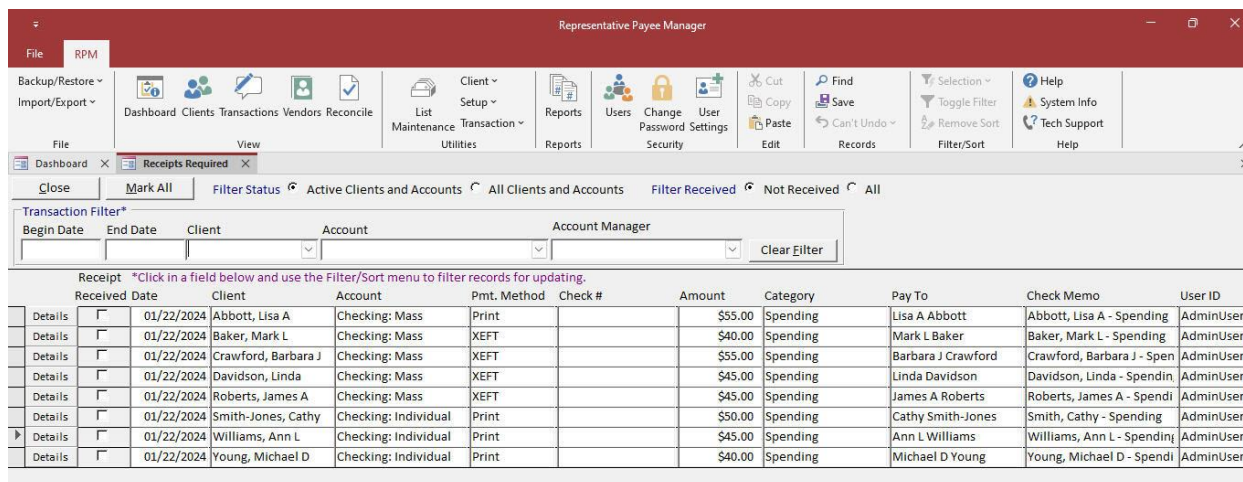 Representative Payee Manager
File RPM
Backup/Restore
Import/Export
Dashboard Clients Transactions Vendors Reconcile
List Maintenance
Client
Setup
Transaction
Reports
Users Change Password User Settings
Cut
Copy
Paste
Find
Save
Can't Undo
Selection
Toggle Filter
Remove Sort
Help
System Info
Tech Support
File View Utilities Reports Security Edit Records Filter/Sort Help
Dashboard X Receipts Required X
Close Mark All Filter Status Active Clients and Accounts All Clients and Accounts Filter Received Not Received All
Transaction Filter*
Begin Date End Date Client Account Account Manager
Clear Filter
Receipt *Click in a field below and use the Filter/Sort menu to filter records for updating.
Received Date Client Account Pmt. Method Check # Amount Category Pay To Check Memo User ID
Details 01/22/2024 Abbott, Lisa A Checking: Mass Print $55.00 Spending Lisa A Abbott Abbott, Lisa A - Spending AdminUser
Details 01/22/2024 Baker, Mark L Checking: Mass XEFT $40.00 Spending Mark L Baker Baker, Mark L - Spending AdminUser
Details 01/22/2024 Crawford, Barbara J Checking: Mass Print $55.00 Spending Barbara J Crawford Crawford, Barbara J - Spen AdminUser
Details 01/22/2024 Davidson, Linda Checking: Mass XEFT $45.00 Spending Linda Davidson Davidson, Linda - Spendin AdminUser
Details 01/22/2024 Roberts, James A Checking: Mass XEFT $45.00 Spending James A Roberts Roberts, James A - Spendi AdminUser
Details 01/22/2024 Smith-Jones, Cathy Checking: Individual Print $50.00 Spending Cathy Smith-Jones Smith, Cathy - Spending AdminUser
Details 01/22/2024 Williams, Ann L Checking: Individual Print $45.00 Spending Ann L Williams Williams, Ann L - Spending AdminUser
Details 01/22/2024 Young, Michael D Checking: Individual Print $40.00 Spending Michael D Young Young, Michael D - Spendi AdminUser